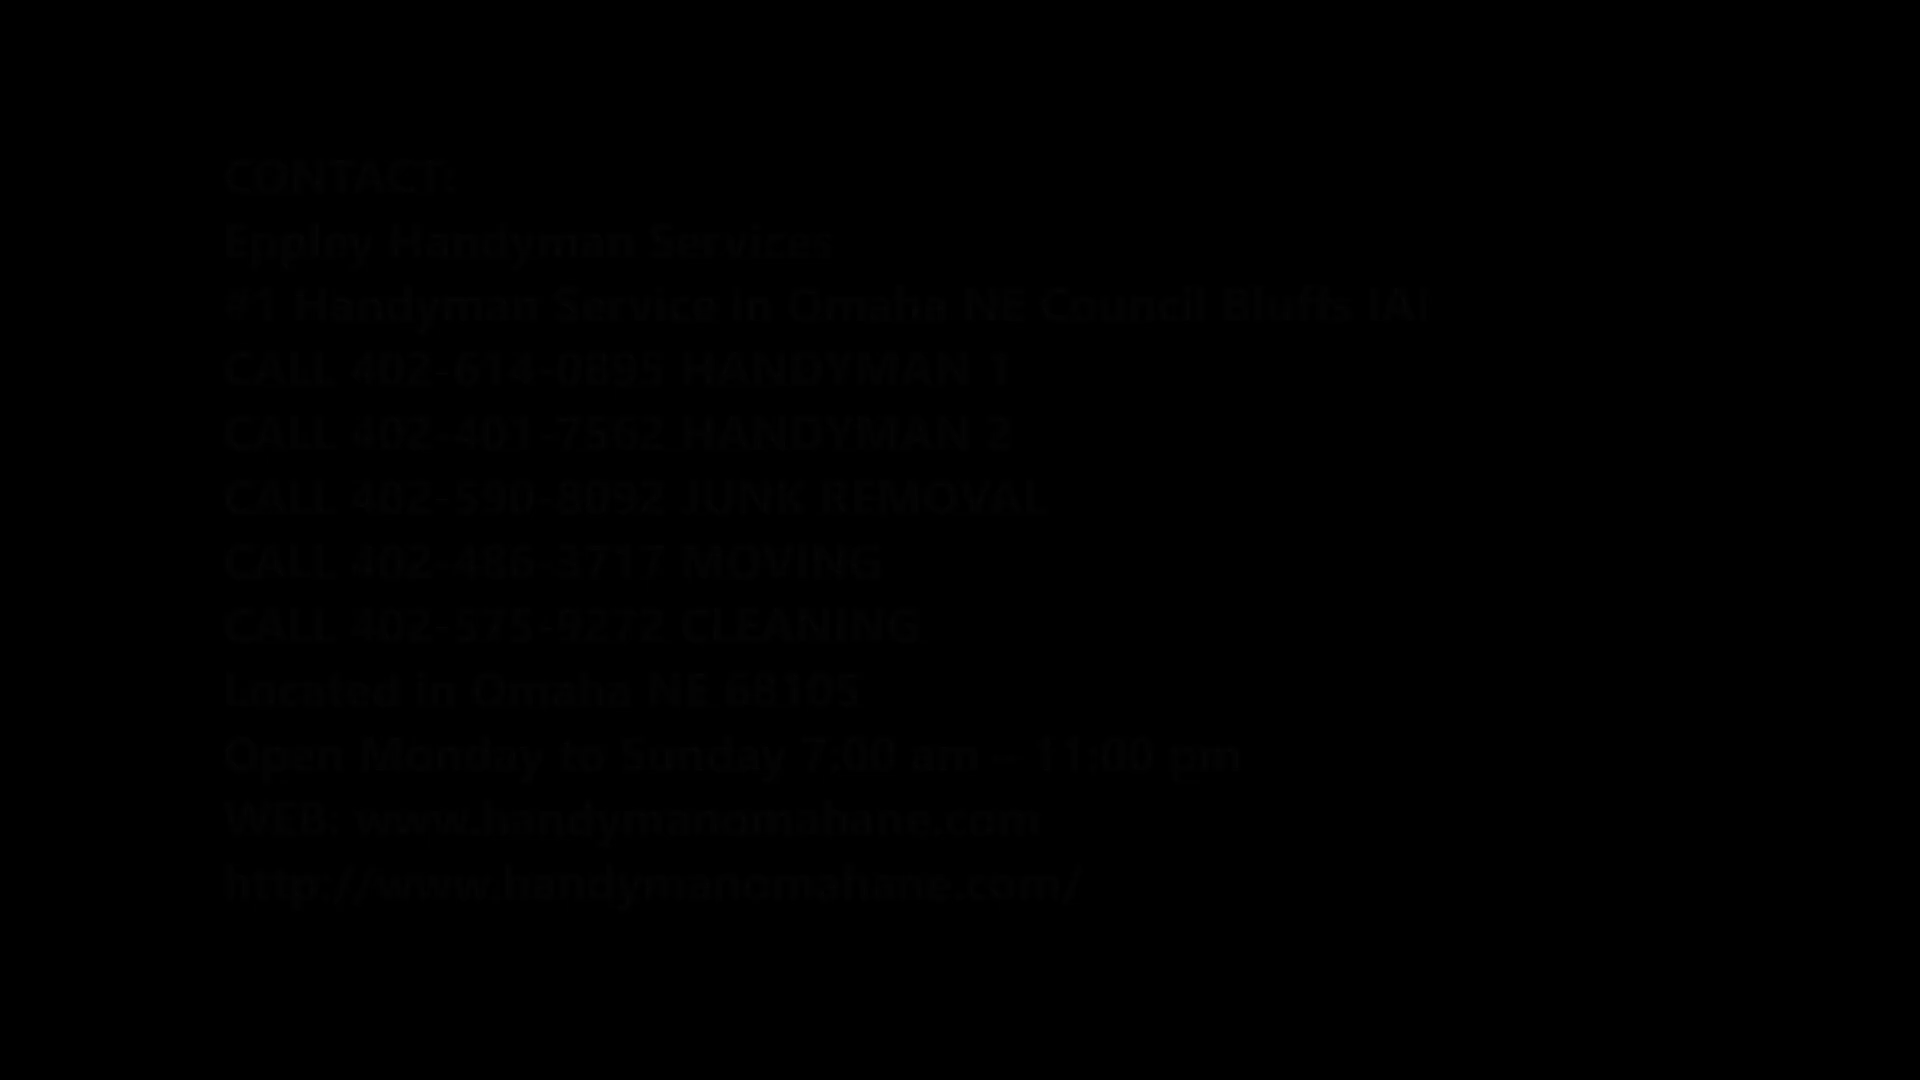 CONTACT:
Eppley Handyman Services
#1 Handyman Service in Omaha NE Council Bluffs IA!
CALL 402-614-0895 HANDYMAN 1
CALL 402-401-7562 HANDYMAN 3
CALL 402-590-8092 JUNK REMOVAL
CALL 402-486-3717 MOVING
CALL 402-575-9272 CLEANING
Located in Omaha NE 68105
Open Monday to Sunday 7:00 am – 11:00 pm
WEB: www.handymanomahane.com
http://www.handymanomahane.com/